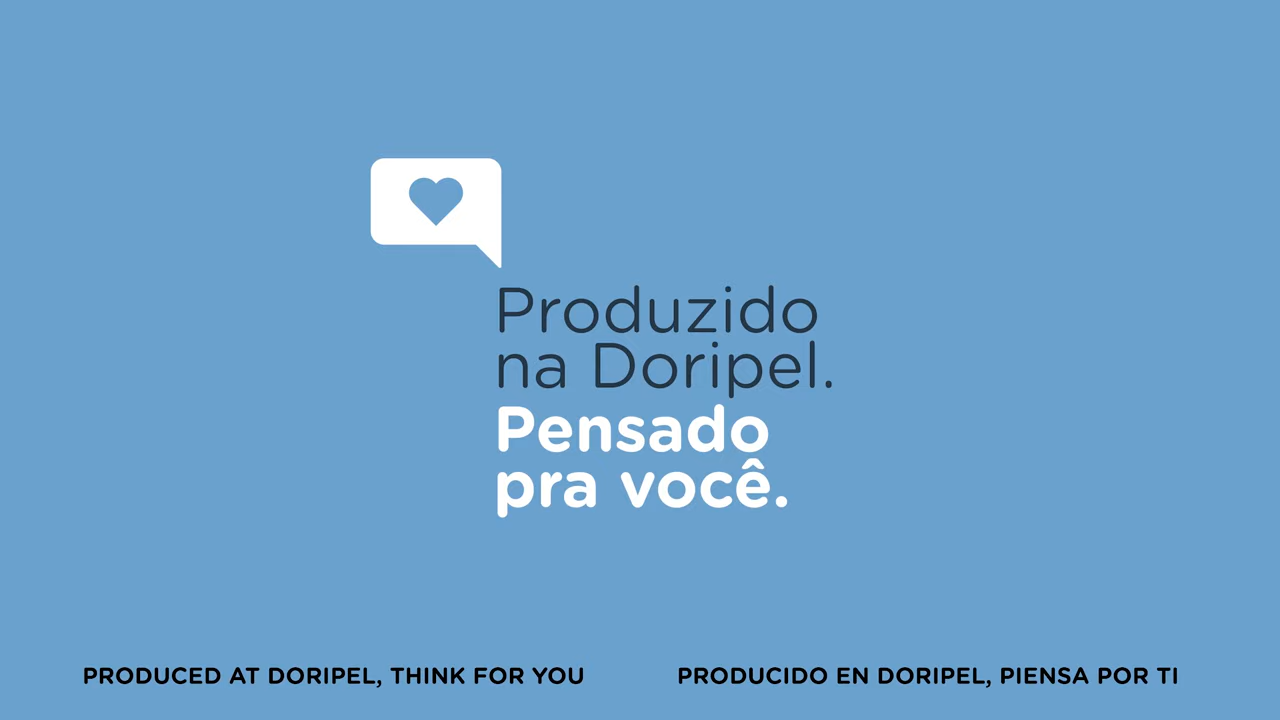 Produzido
na Doripel.
Pensado
pra você.
PRODUCED AT DORIPEL, THINK FOR YOU
PRODUCIDO EN DORIPEL, PIENSA POR TI